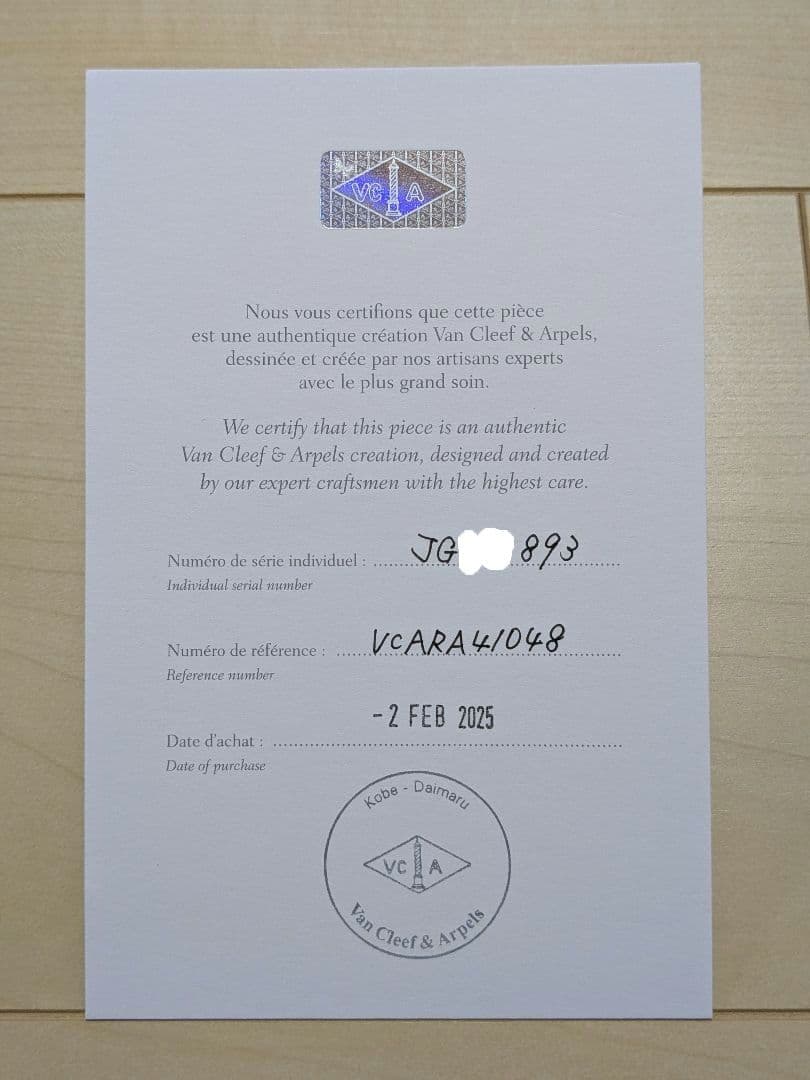 VC A
Nous vous certifions que cette pièce
est une authentique création Van Cleef & Arpels,
dessinée et créée par nos artisans experts
avec le plus grand soin.
We certify that this piece is an authentic
Van Cleef & Arpels creation, designed and created
by our expert craftsmen with the highest care.
Numéro de série individuel : JG 893
Individual serial number
Numéro de référence : VCARA41048
Reference number
-2 FEB 2025
Date d'achat :
Date of purchase
Kobe - Daimaru
VC A
Van Cleef & Arpels